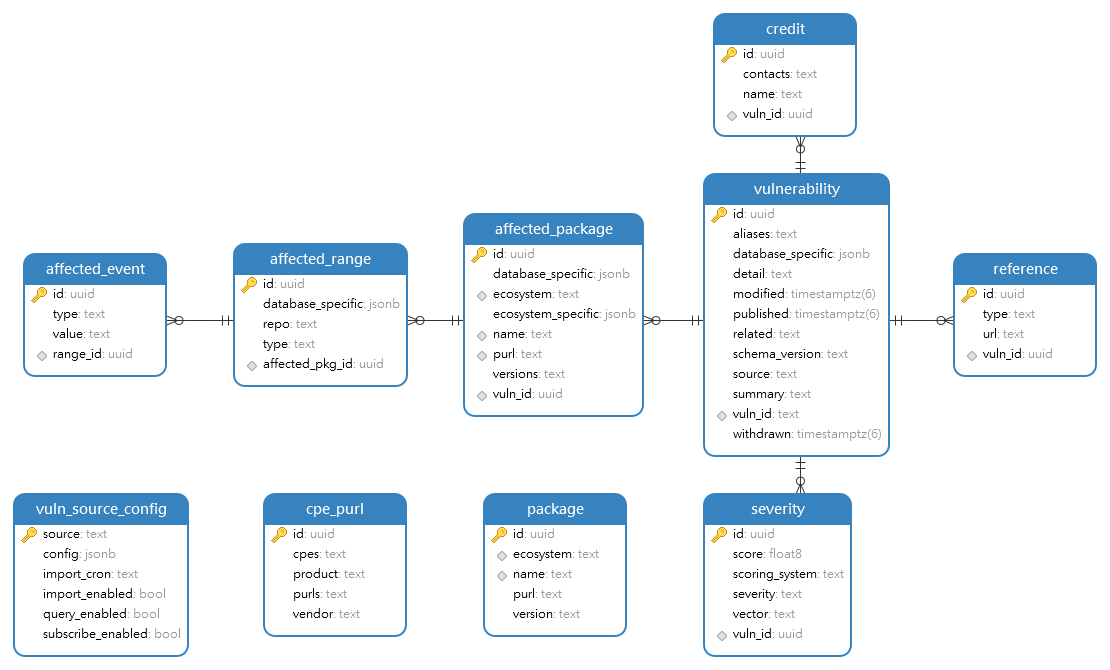 credit
id: uuid
contacts: text
name: text
vuln_id: uuid
vulnerability
id: uuid
aliases: text
database_specific: jsonb
detail: text
modified: timestamptz(6)
published: timestamptz(6)
related: text
schema_version: text
source: text
summary: text
vuln_id: text
withdrawn: timestamptz(6)
affected_package
id: uuid
database_specific: jsonb
ecosystem: text
ecosystem_specific: jsonb
name: text
purl: text
versions: text
vuln_id: uuid
affected_range
id: uuid
database_specific: jsonb
repo: text
type: text
affected_pkg_id: uuid
affected_event
id: uuid
type: text
value: text
range_id: uuid
reference
id: uuid
type: text
url: text
vuln_id: uuid
vuln_source_config
source: text
config: jsonb
import_cron: text
import_enabled: bool
query_enabled: bool
subscribe_enabled: bool
cpe_purl
id: uuid
cpes: text
product: text
purls: text
vendor: text
package
id: uuid
ecosystem: text
name: text
purl: text
version: text
severity
id: uuid
score: float8
scoring_system: text
severity: text
vector: text
vuln_id: uuid